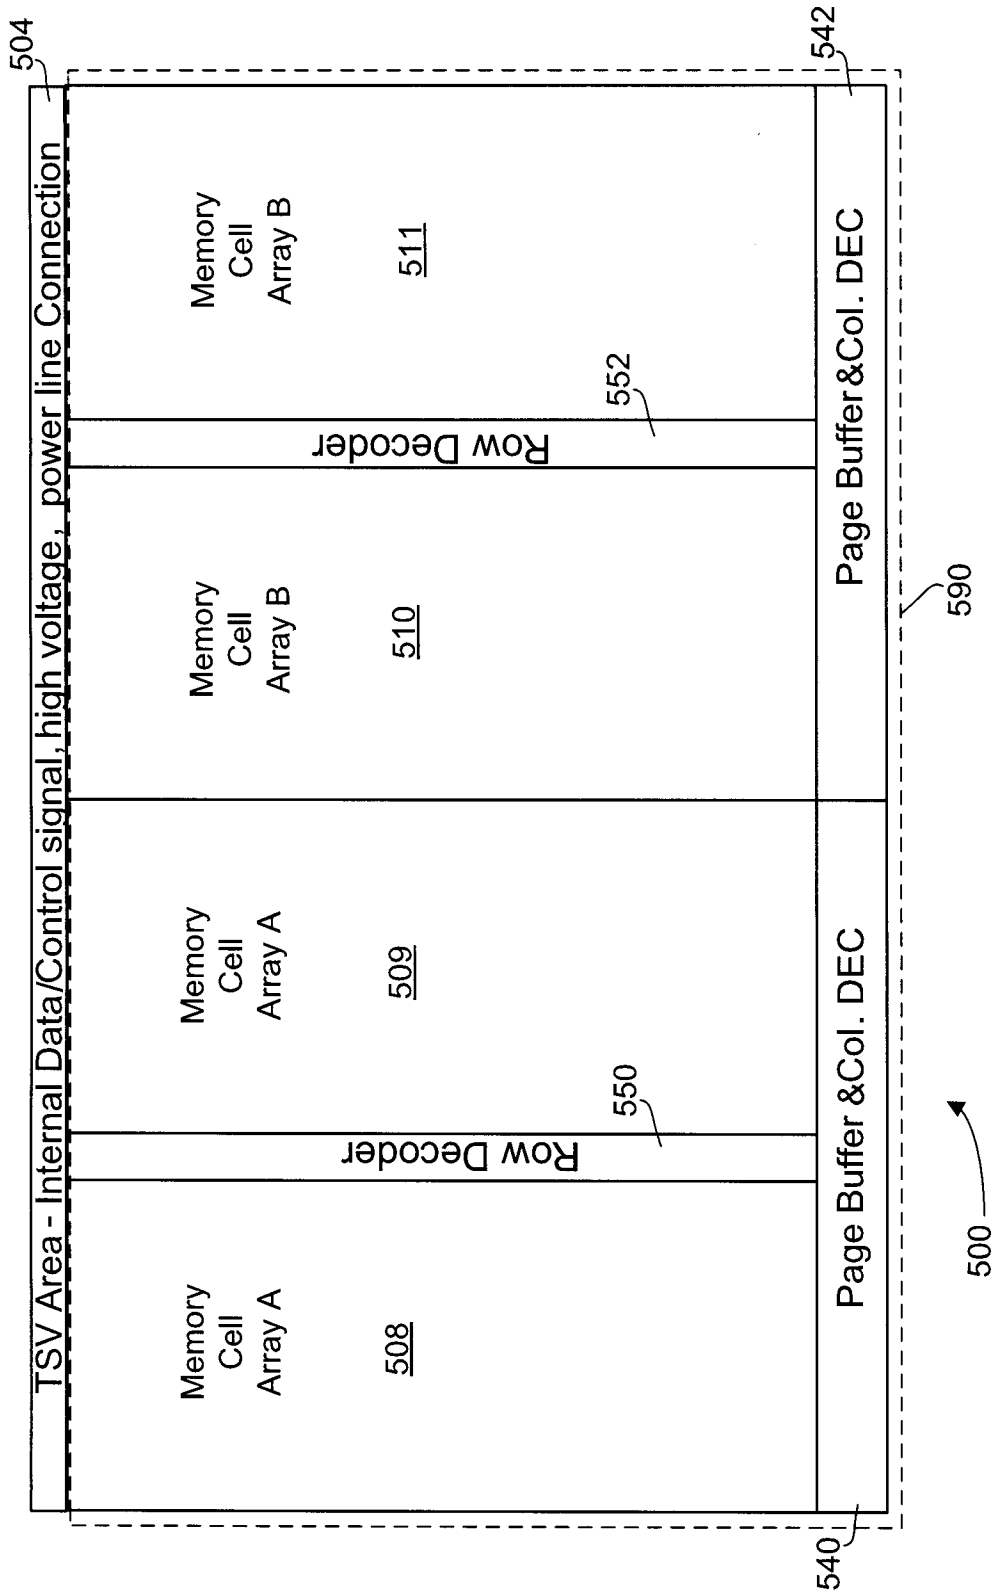 504
TSV Area - Internal Data/Control signal, high voltage, power line Connection
Memory
Cell
Array A
508
Row Decoder
550
Memory
Cell
Array A
509
Memory
Cell
Array B
510
Row Decoder
552
Memory
Cell
Array B
511
Page Buffer &Col. DEC
540
Page Buffer&Col. DEC
542
590
500